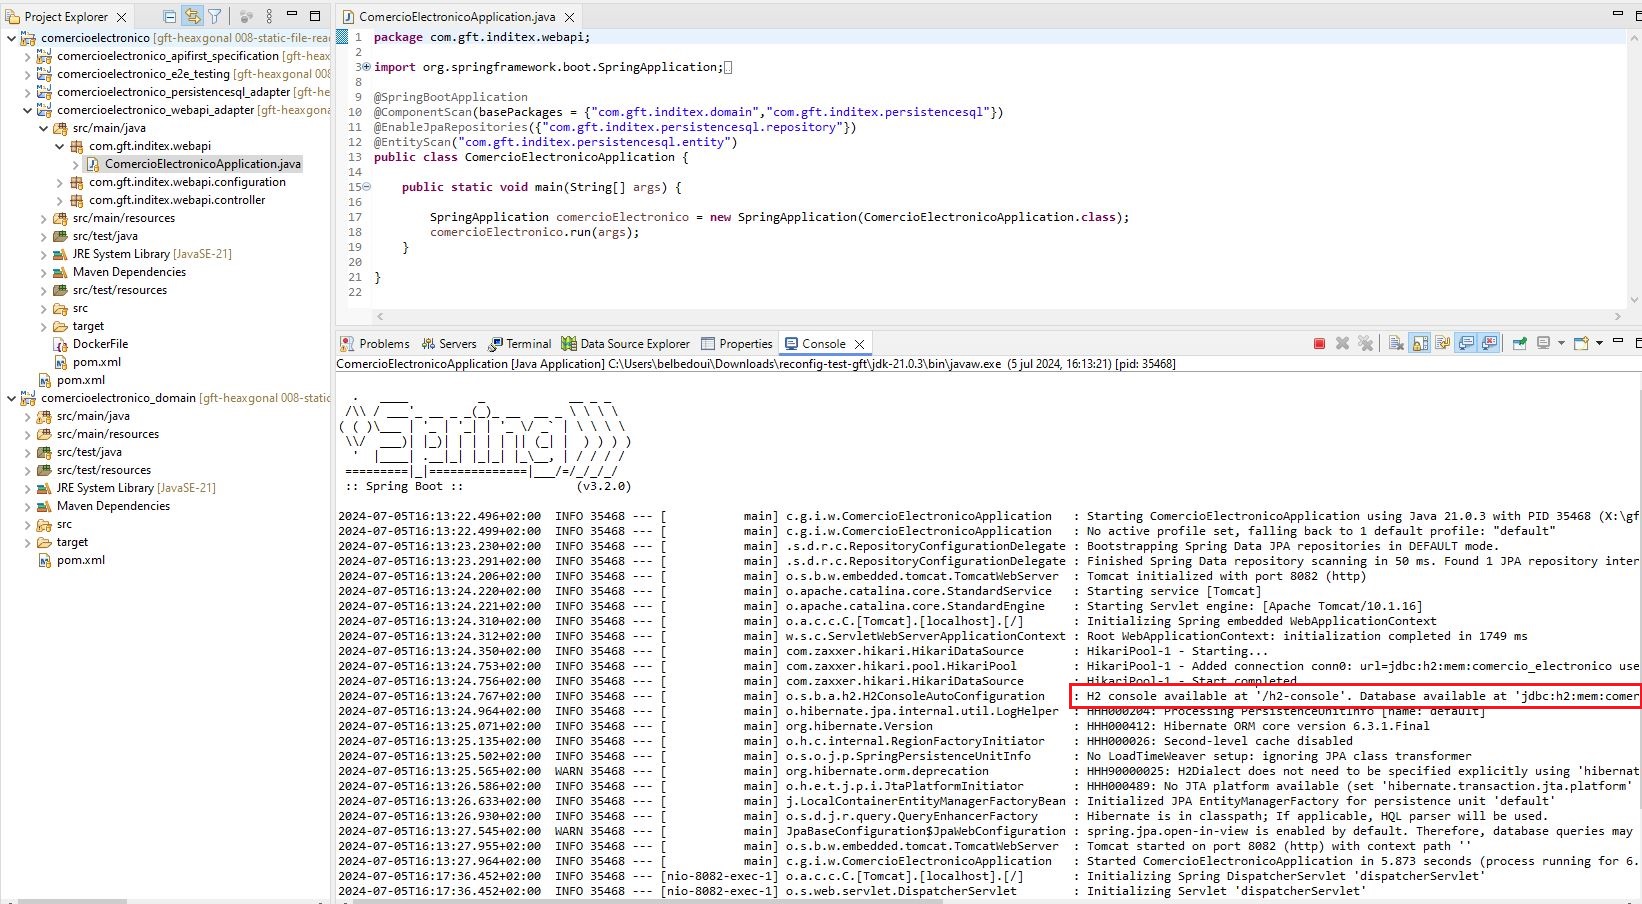 Project Explorer
comercioelectronico [gft-heaxgonal 008-static-file-rea
comercioelectronico_apifirst_specification [gft-heax
comercioelectronico_e2e_testing [gft-heaxgonal 008
comercioelectronico_persistencesql_adapter [gft-hea
comercioelectronico_webapi_adapter [gft-heaxgonal
src/main/java
com.gft.inditex.webapi
ComercioElectronicoApplication.java
com.gft.inditex.webapi.configuration
com.gft.inditex.webapi.controller
src/main/resources
src/test/java
JRE System Library [JavaSE-21]
Maven Dependencies
src/test/resources
src
target
DockerFile
pom.xml
pom.xml
comercioelectronico_domain [gft-heaxgonal 008-static
src/main/java
src/main/resources
src/test/java
src/test/resources
JRE System Library [JavaSE-21]
Maven Dependencies
src
target
pom.xml
ComercioElectronicoApplication.java
1 package com.gft.inditex.webapi;
2
3 import org.springframework.boot.SpringApplication;
8
9 @SpringBootApplication
10 @ComponentScan(basePackages = {"com.gft.inditex.domain","com.gft.inditex.persistencesql"})
11 @EnableJpaRepositories({"com.gft.inditex.persistencesql.repository"})
12 @EntityScan("com.gft.inditex.persistencesql.entity")
13 public class ComercioElectronicoApplication {
14
15 public static void main(String[] args) {
16
17 SpringApplication comercioElectronico = new SpringApplication(ComercioElectronicoApplication.class);
18 comercioElectronico.run(args);
19 }
20
21 }
22
Problems Servers Terminal Data Source Explorer Properties Console
ComercioElectronicoApplication [Java Application] C:\Users\belbedoui\Downloads\reconfig-test-gft\jdk-21.0.3\bin\javaw.exe (5 jul 2024, 16:13:21) [pid: 35468]
Spring
:: Spring Boot :: (v3.2.0)
2024-07-05T16:13:22.496+02:00 INFO 35468 --- [ main] c.g.i.w.ComercioElectronicoApplication : Starting ComercioElectronicoApplication using Java 21.0.3 with PID 35468 (X:\gf
2024-07-05T16:13:22.499+02:00 INFO 35468 --- [ main] c.g.i.w.ComercioElectronicoApplication : No active profile set, falling back to 1 default profile: "default"
2024-07-05T16:13:23.230+02:00 INFO 35468 --- [ main] .s.d.r.c.RepositoryConfigurationDelegate : Bootstrapping Spring Data JPA repositories in DEFAULT mode.
2024-07-05T16:13:23.291+02:00 INFO 35468 --- [ main] .s.d.r.c.RepositoryConfigurationDelegate : Finished Spring Data repository scanning in 50 ms. Found 1 JPA repository inter
2024-07-05T16:13:24.206+02:00 INFO 35468 --- [ main] o.s.b.w.embedded.tomcat.TomcatWebServer : Tomcat initialized with port 8082 (http)
2024-07-05T16:13:24.220+02:00 INFO 35468 --- [ main] o.apache.catalina.core.StandardService : Starting service [Tomcat]
2024-07-05T16:13:24.221+02:00 INFO 35468 --- [ main] o.apache.catalina.core.StandardEngine : Starting Servlet engine: [Apache Tomcat/10.1.16]
2024-07-05T16:13:24.310+02:00 INFO 35468 --- [ main] o.a.c.c.C.[Tomcat].[localhost].[/] : Initializing Spring embedded WebApplicationContext
2024-07-05T16:13:24.312+02:00 INFO 35468 --- [ main] w.s.c.ServletWebServerApplicationContext : Root WebApplicationContext: initialization completed in 1749 ms
2024-07-05T16:13:24.350+02:00 INFO 35468 --- [ main] com.zaxxer.hikari.HikariDataSource : HikariPool-1 - Starting...
2024-07-05T16:13:24.753+02:00 INFO 35468 --- [ main] com.zaxxer.hikari.pool.HikariPool : HikariPool-1 - Added connection conn0: url=jdbc:h2:mem:comercio_electronico use
2024-07-05T16:13:24.756+02:00 INFO 35468 --- [ main] com.zaxxer.hikari.HikariDataSource : HikariPool-1 - Start completed
2024-07-05T16:13:24.767+02:00 INFO 35468 --- [ main] o.s.b.a.h2.H2ConsoleAutoConfiguration : H2 console available at '/h2-console'. Database available at 'jdbc:h2:mem:comer
2024-07-05T16:13:24.964+02:00 INFO 35468 --- [ main] o.hibernate.jpa.internal.util.LogHelper : HHH000204: Processing PersistenceUnitInfo [name: default]
2024-07-05T16:13:25.071+02:00 INFO 35468 --- [ main] org.hibernate.Version : HHH000412: Hibernate ORM core version 6.3.1.Final
2024-07-05T16:13:25.135+02:00 INFO 35468 --- [ main] o.h.c.internal.RegionFactoryInitiator : HHH000026: Second-level cache disabled
2024-07-05T16:13:25.502+02:00 INFO 35468 --- [ main] o.s.o.j.p.SpringPersistenceUnitInfo : No LoadTimeWeaver setup: ignoring JPA class transformer
2024-07-05T16:13:25.565+02:00 WARN 35468 --- [ main] org.hibernate.orm.deprecation : HHH90000025: H2Dialect does not need to be specified explicitly using 'hibernat
2024-07-05T16:13:26.586+02:00 INFO 35468 --- [ main] o.h.e.t.j.p.i.JtaPlatformInitiator : HHH000489: No JTA platform available (set 'hibernate.transaction.jta.platform'
2024-07-05T16:13:26.633+02:00 INFO 35468 --- [ main] j.LocalContainerEntityManagerFactoryBean : Initialized JPA EntityManagerFactory for persistence unit 'default'
2024-07-05T16:13:26.930+02:00 INFO 35468 --- [ main] o.s.d.j.r.query.QueryEnhancerFactory : Hibernate is in classpath; If applicable, HQL parser will be used.
2024-07-05T16:13:27.545+02:00 WARN 35468 --- [ main] JpaBaseConfiguration$JpaWebConfiguration : spring.jpa.open-in-view is enabled by default. Therefore, database queries may
2024-07-05T16:13:27.955+02:00 INFO 35468 --- [ main] o.s.b.w.embedded.tomcat.TomcatWebServer : Tomcat started on port 8082 (http) with context path ''
2024-07-05T16:13:27.964+02:00 INFO 35468 --- [ main] c.g.i.w.ComercioElectronicoApplication : Started ComercioElectronicoApplication in 5.873 seconds (process running for 6.
2024-07-05T16:17:36.452+02:00 INFO 35468 --- [nio-8082-exec-1] o.a.c.c.C.[Tomcat].[localhost].[/] : Initializing Spring DispatcherServlet 'dispatcherServlet'
2024-07-05T16:17:36.452+02:00 INFO 35468 --- [nio-8082-exec-1] o.s.web.servlet.DispatcherServlet : Initializing Servlet 'dispatcherServlet'